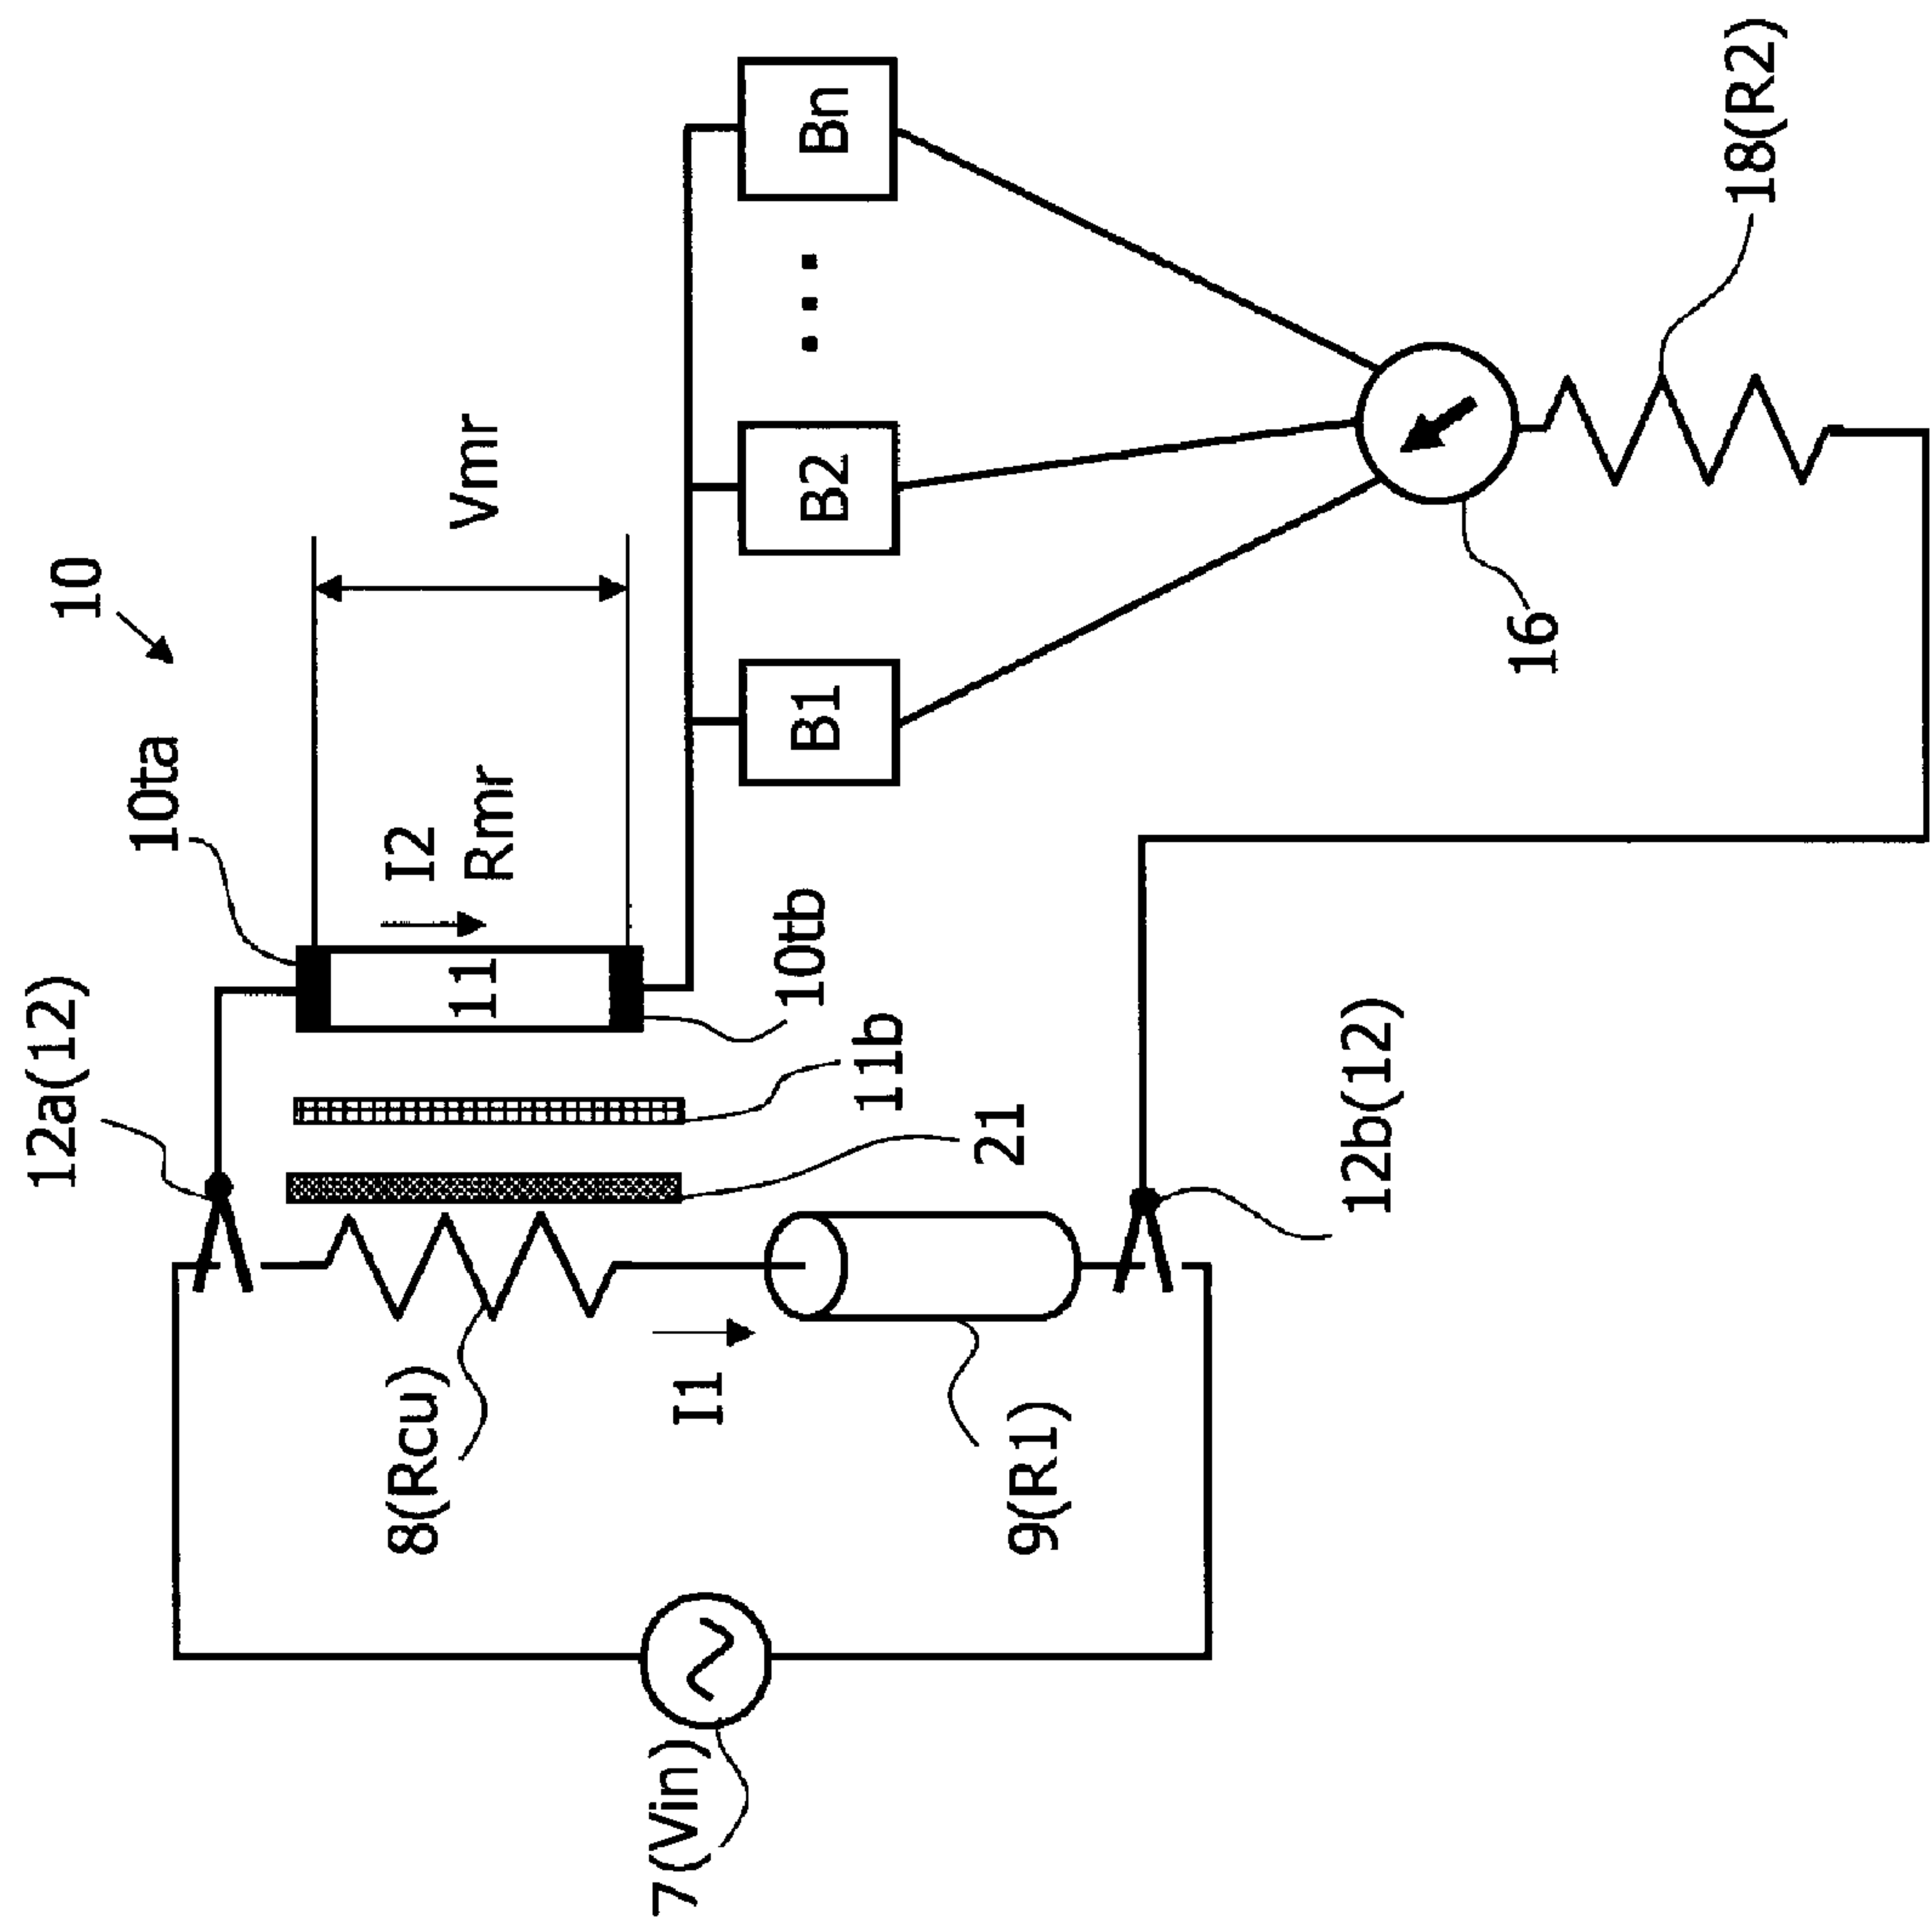 10
12a(12)
10ta
Vmr
I2
Rmr
11
10tb
11b
21
8(Rcu)
I1
9(R1)
7(Vin)
12b(12)
B1
B2
Bn
16
18(R2)